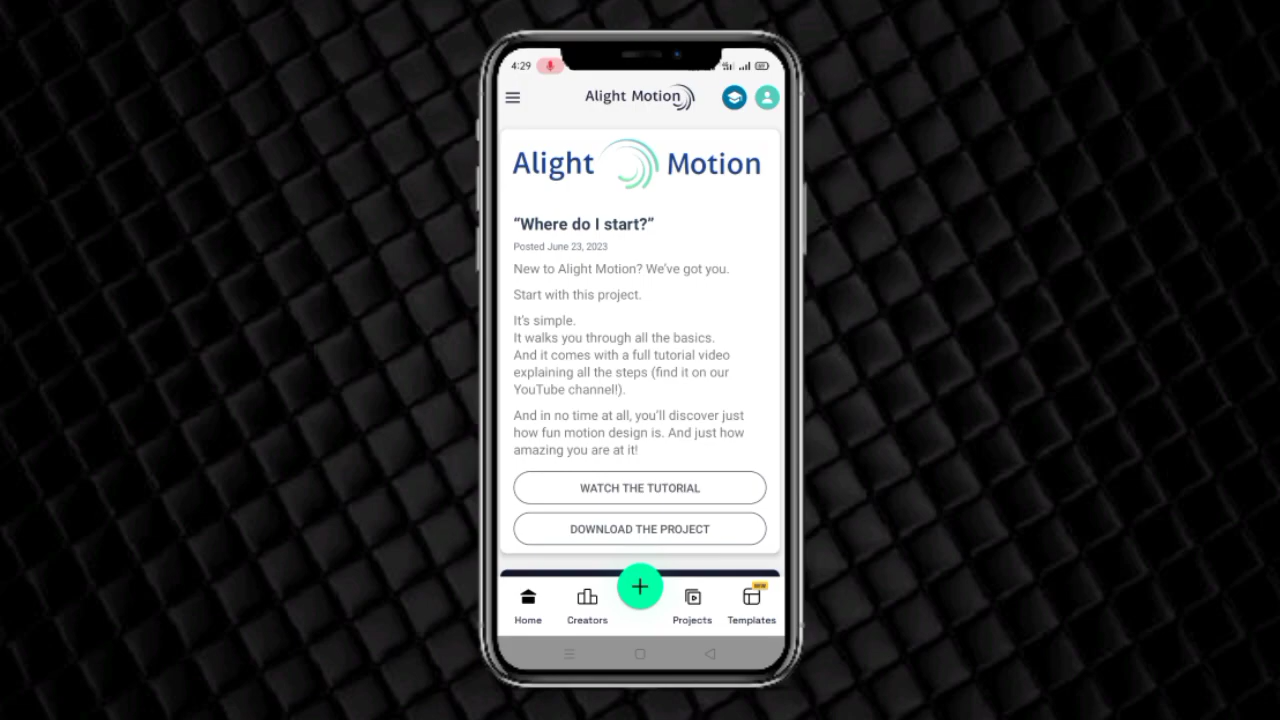 4:29
Alight Motion
Alight Motion
“Where do I start?”
Posted June 23, 2023
New to Alight Motion? We’ve got you.
Start with this project.
It’s simple.
It walks you through all the basics.
And it comes with a full tutorial video
explaining all the steps (find it on our
YouTube channel!).
And in no time at all, you’ll discover just
how fun motion design is. And just how
amazing you are at it!
WATCH THE TUTORIAL
DOWNLOAD THE PROJECT
NEW
Home Creators Projects Templates